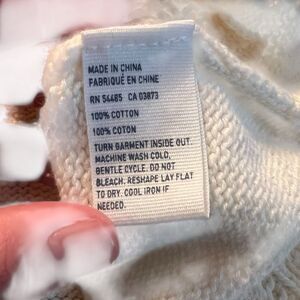 MADE IN CHINA
FABRIQUÉ EN CHINE
RN 54485 CA 03873
100% COTTON
100% COTON
TURN GARMENT INSIDE OUT.
MACHINE WASH COLD,
GENTLE CYCLE. DO NOT
BLEACH. RESHAPE LAY FLAT
TO DRY. COOL IRON IF
NEEDED.